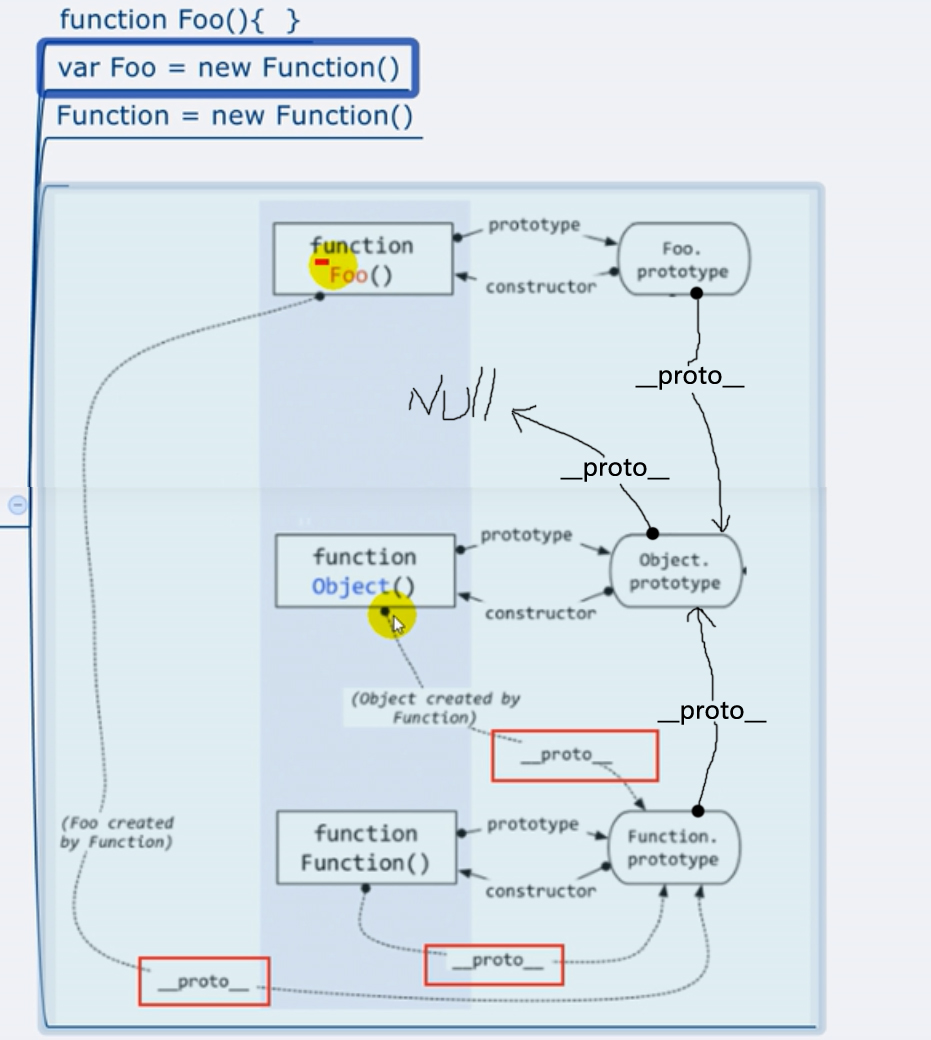 function Foo(){ }
var Foo = new Function()
Function = new Function()
function
Foo()
prototype
constructor
Foo.
prototype
__proto__
NUll
__proto__
function
Object()
prototype
constructor
Object.
prototype
(Object created by
Function)
__proto__
__proto__
(Foo created
by Function)
function
Function()
prototype
constructor
Function.
prototype
__proto__
__proto__